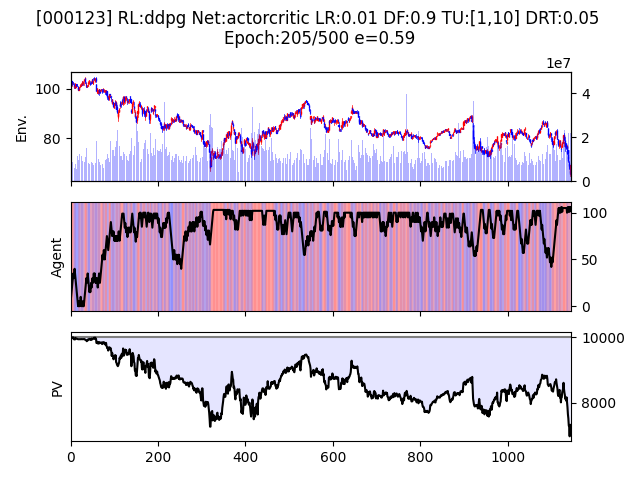 [000123] RL:ddpg Net:actorcritic LR:0.01 DF:0.9 TU:[1,10] DRT:0.05
Epoch:205/500 e=0.59
1e7
Env.
100
80
4
2
0
Agent
100
50
0
PV
10000
8000
0 200 400 600 800 1000